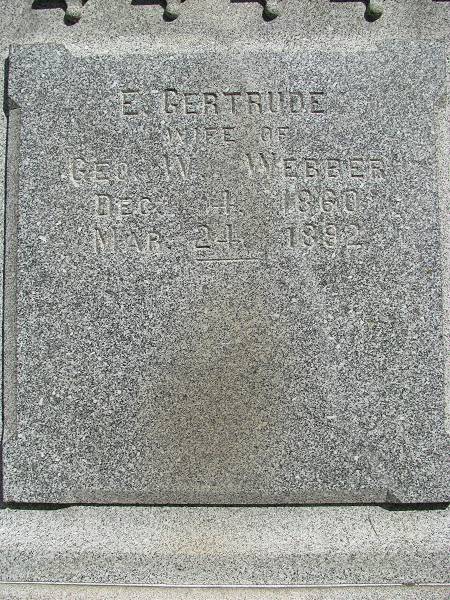 E. GERTRUDE
WIFE OF
GEO. W. WEBBER
DEC. 4. 1860
MAR. 24. 1892